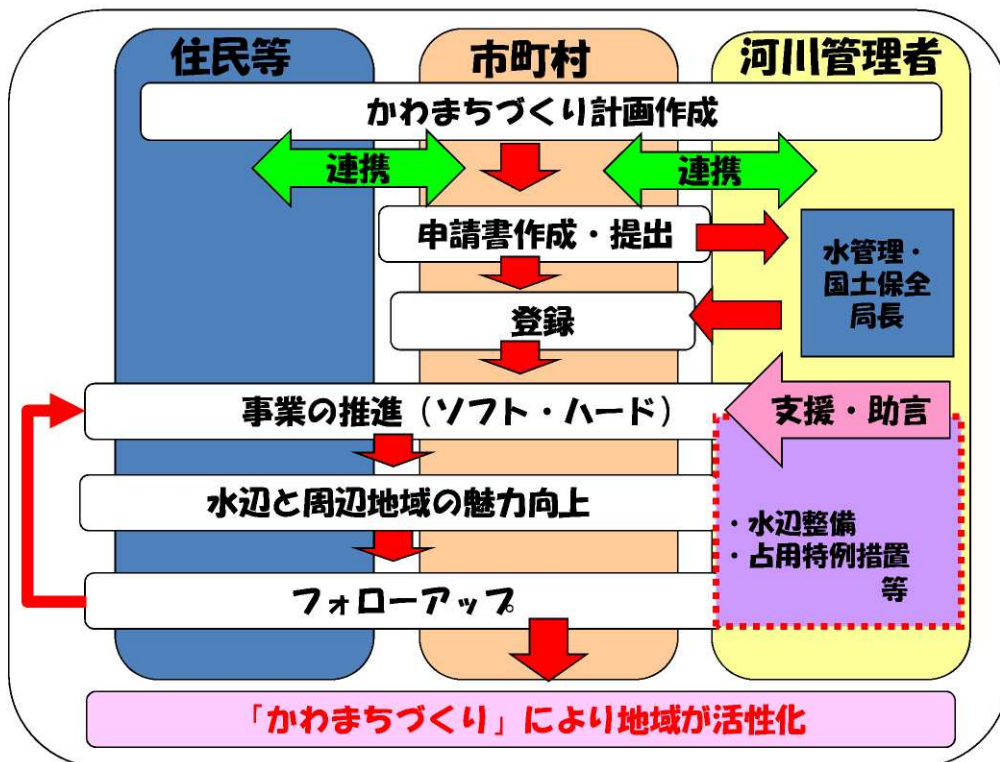 住民等
市町村
河川管理者
かわまちづくり計画作成
連携
連携
申請書作成・提出
水管理・
国土保全
局長
登録
事業の推進（ソフト・ハード）
支援・助言
水辺と周辺地域の魅力向上
・水辺整備
・占用特例措置
等
フォローアップ
「かわまちづくり」により地域が活性化